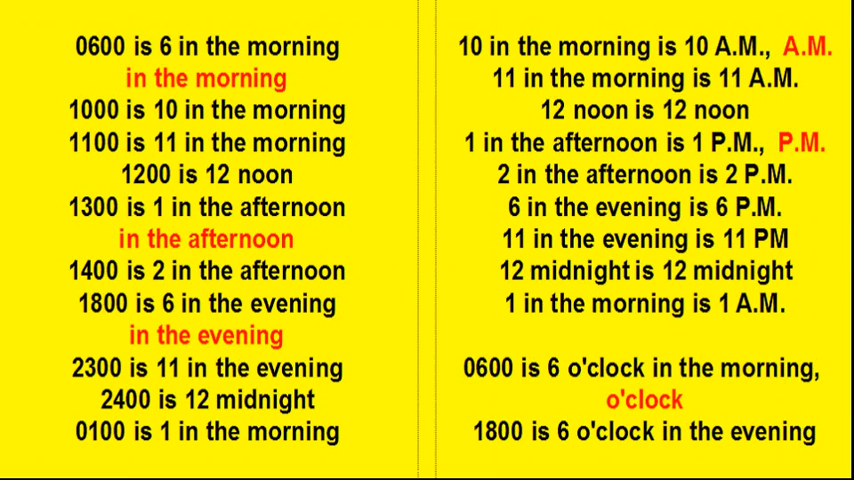 0600 is 6 in the morning
in the morning
1000 is 10 in the morning
1100 is 11 in the morning
1200 is 12 noon
1300 is 1 in the afternoon
in the afternoon
1400 is 2 in the afternoon
1800 is 6 in the evening
in the evening
2300 is 11 in the evening
2400 is 12 midnight
0100 is 1 in the morning
10 in the morning is 10 A.M., A.M.
11 in the morning is 11 A.M.
12 noon is 12 noon
1 in the afternoon is 1 P.M., P.M.
2 in the afternoon is 2 P.M.
6 in the evening is 6 P.M.
11 in the evening is 11 PM
12 midnight is 12 midnight
1 in the morning is 1 A.M.
0600 is 6 o'clock in the morning,
o'clock
1800 is 6 o'clock in the evening